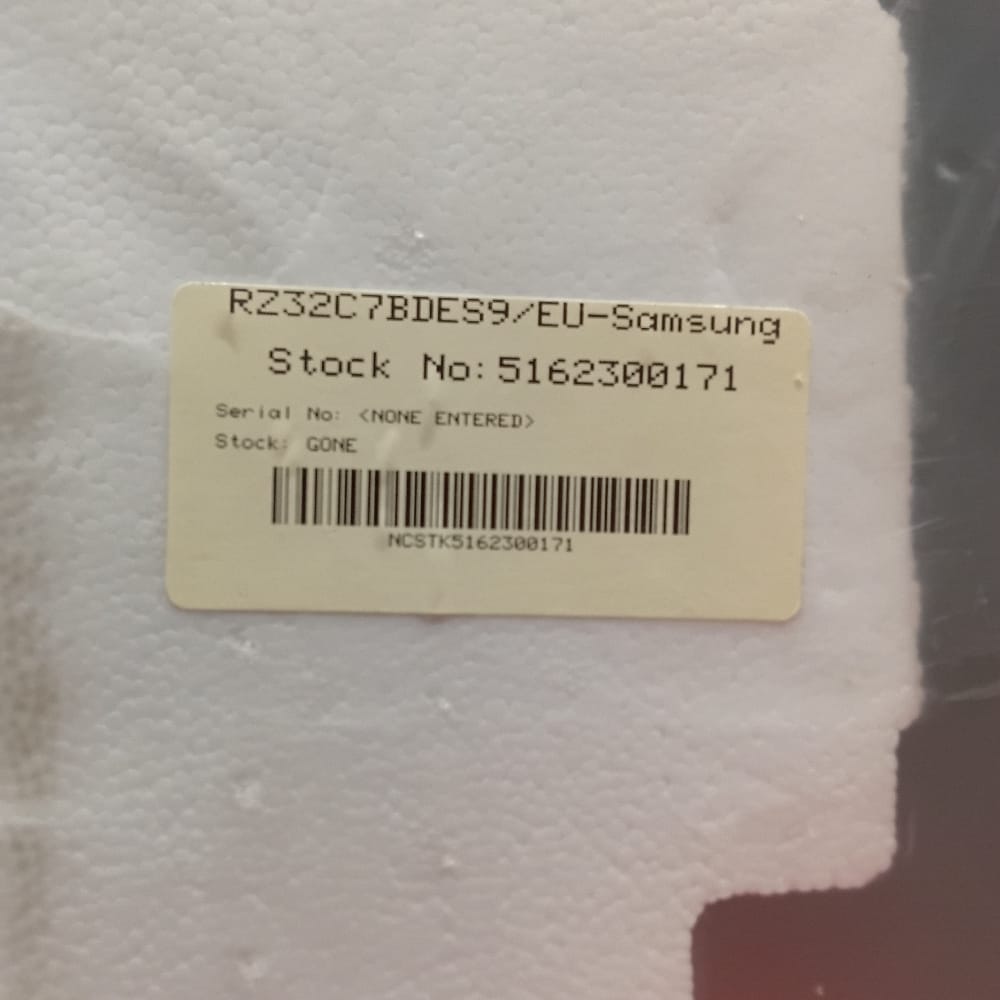 RZ32C7BDES9/EU-Samsung
Stock No:5162300171
Serial No: <NONE ENTERED>
Stock: GONE
NCSTK5162300171